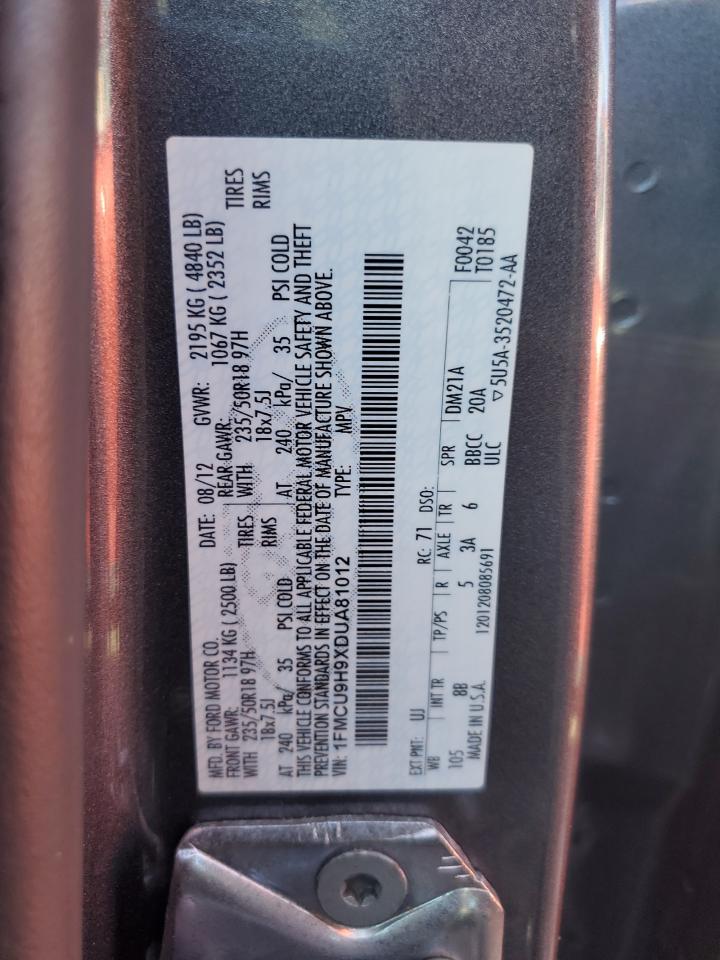 MFD. BY FORD MOTOR CO. DATE: 08/12 GVWR: 2195 KG ( 4840 LB)
FRONT GAWR: 1134 KG ( 2500 LB) REAR GAWR: 1067 KG ( 2352 LB)
WITH 235/50R18 97H TIRES WITH 235/50R18 97H TIRES
18x7.5J RIMS 18x7.5J RIMS
AT 240 kPa/ 35 PSI COLD AT 240 kPa/ 35 PSI COLD
THIS VEHICLE CONFORMS TO ALL APPLICABLE FEDERAL MOTOR VEHICLE SAFETY AND THEFT
PREVENTION STANDARDS IN EFFECT ON THE DATE OF MANUFACTURE SHOWN ABOVE.
VIN: 1FMCU9H9XDUA81012 TYPE: MPV
EXT PNT: UJ RC: 71 DSO:
WB INT TR TP/PS R AXLE TR SPR DM21A F0042
105 8B 5 3A 6 BBCC 20A T0185
MADE IN U.S.A. 1201208085691 ULC ▽5U5A-3520472-AA